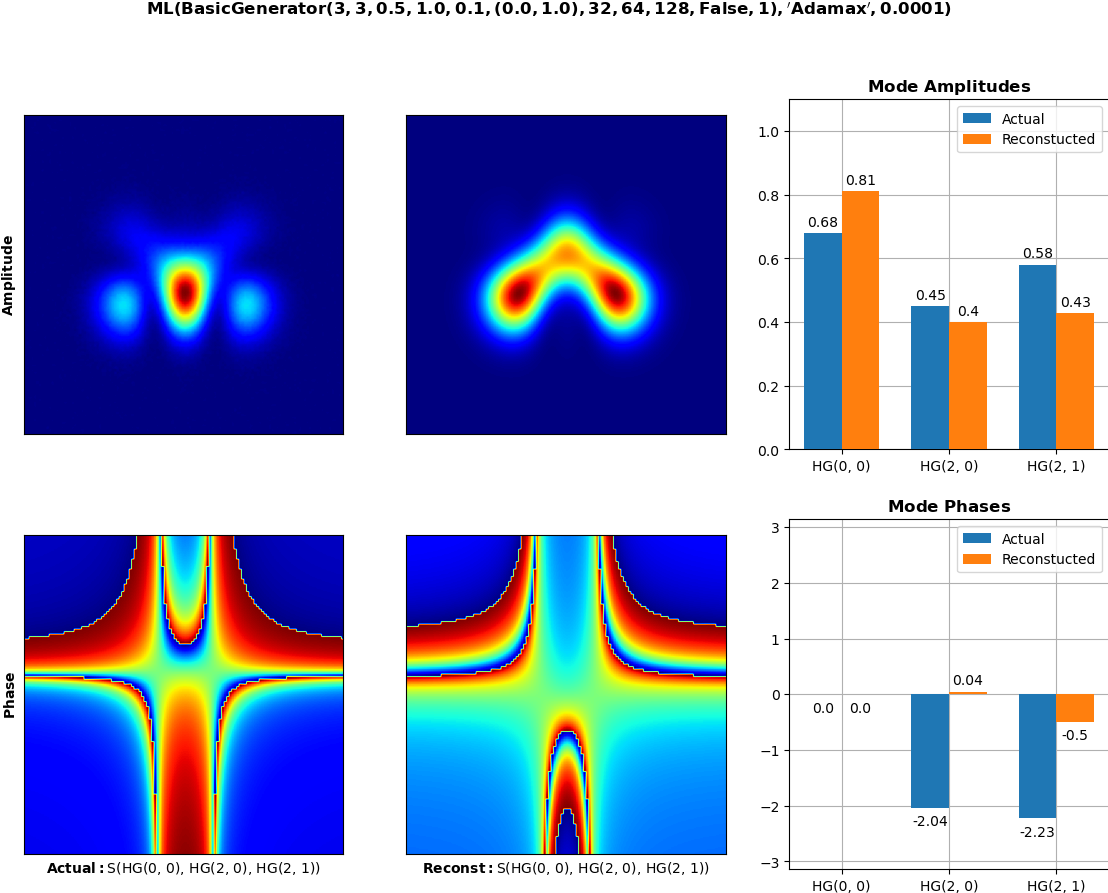 ML(BasicGenerator(3, 3, 0.5, 1.0, 0.1, (0.0, 1.0), 32, 64, 128, False, 1), ′Adamax′, 0.0001)
Amplitude
Mode Amplitudes
Actual
Reconstucted
1.0
0.8
0.6
0.4
0.2
0.0
0.68
0.81
0.45
0.4
0.58
0.43
HG(0, 0)
HG(2, 0)
HG(2, 1)
Phase
Actual: S(HG(0, 0), HG(2, 0), HG(2, 1))
Reconst: S(HG(0, 0), HG(2, 0), HG(2, 1))
Mode Phases
Actual
Reconstucted
3
2
1
0
−1
−2
−3
0.0
0.0
-2.04
0.04
-2.23
-0.5
HG(0, 0)
HG(2, 0)
HG(2, 1)